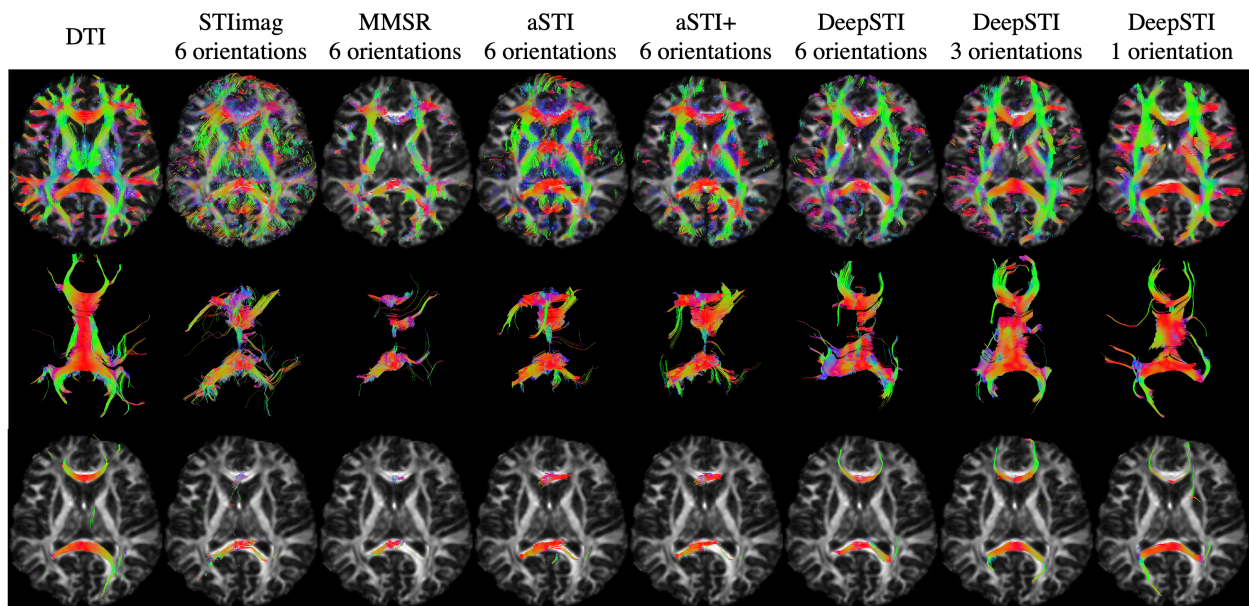 DTI
STIimag
6 orientations
MMSR
6 orientations
aSTI
6 orientations
aSTI+
6 orientations
DeepSTI
6 orientations
DeepSTI
3 orientations
DeepSTI
1 orientation